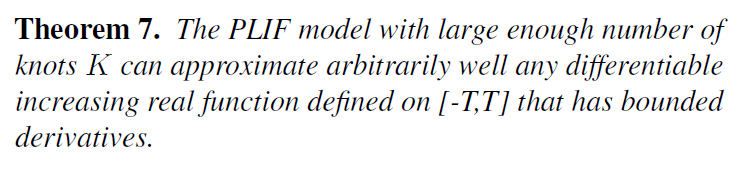 Theorem 7. The PLIF model with large enough number of
knots K can approximate arbitrarily well any differentiable
increasing real function defined on [-T,T] that has bounded
derivatives.